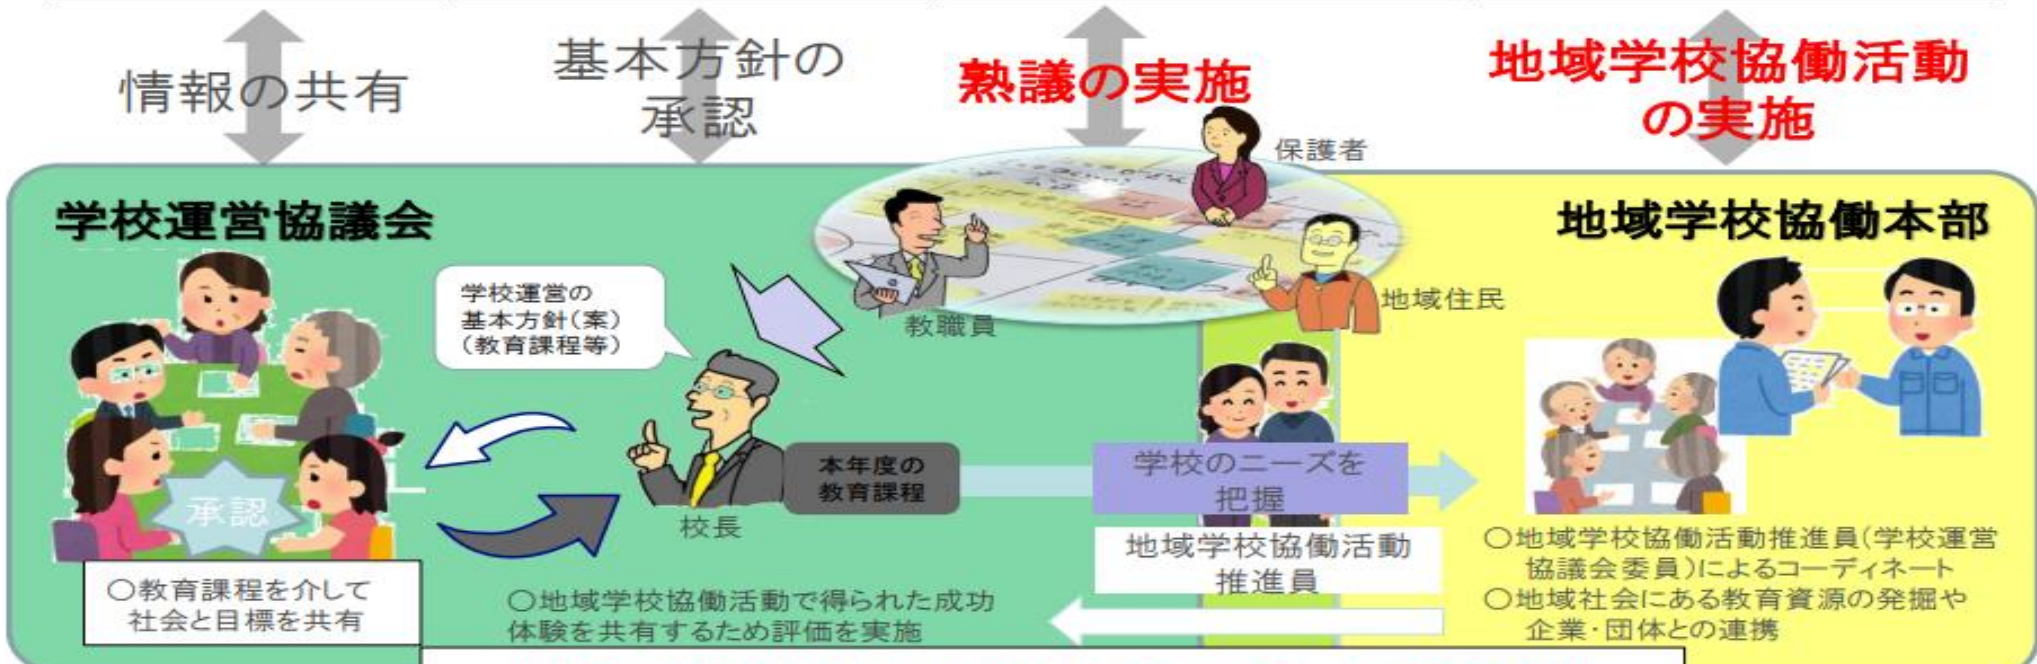 情報の共有
基本方針の
承認
熟議の実施
地域学校協働活動
の実施
保護者
学校運営協議会
地域学校協働本部
学校運営の
基本方針(案)
(教育課程等)
教職員
地域住民
本年度の
教育課程
学校のニーズを
把握
承認
校長
地域学校協働活動
推進員
○教育課程を介して
社会と目標を共有
○地域学校協働活動で得られた成功
体験を共有するため評価を実施
○地域学校協働活動推進員(学校運営
協議会委員)によるコーディネート
○地域社会にある教育資源の発掘や
企業・団体との連携